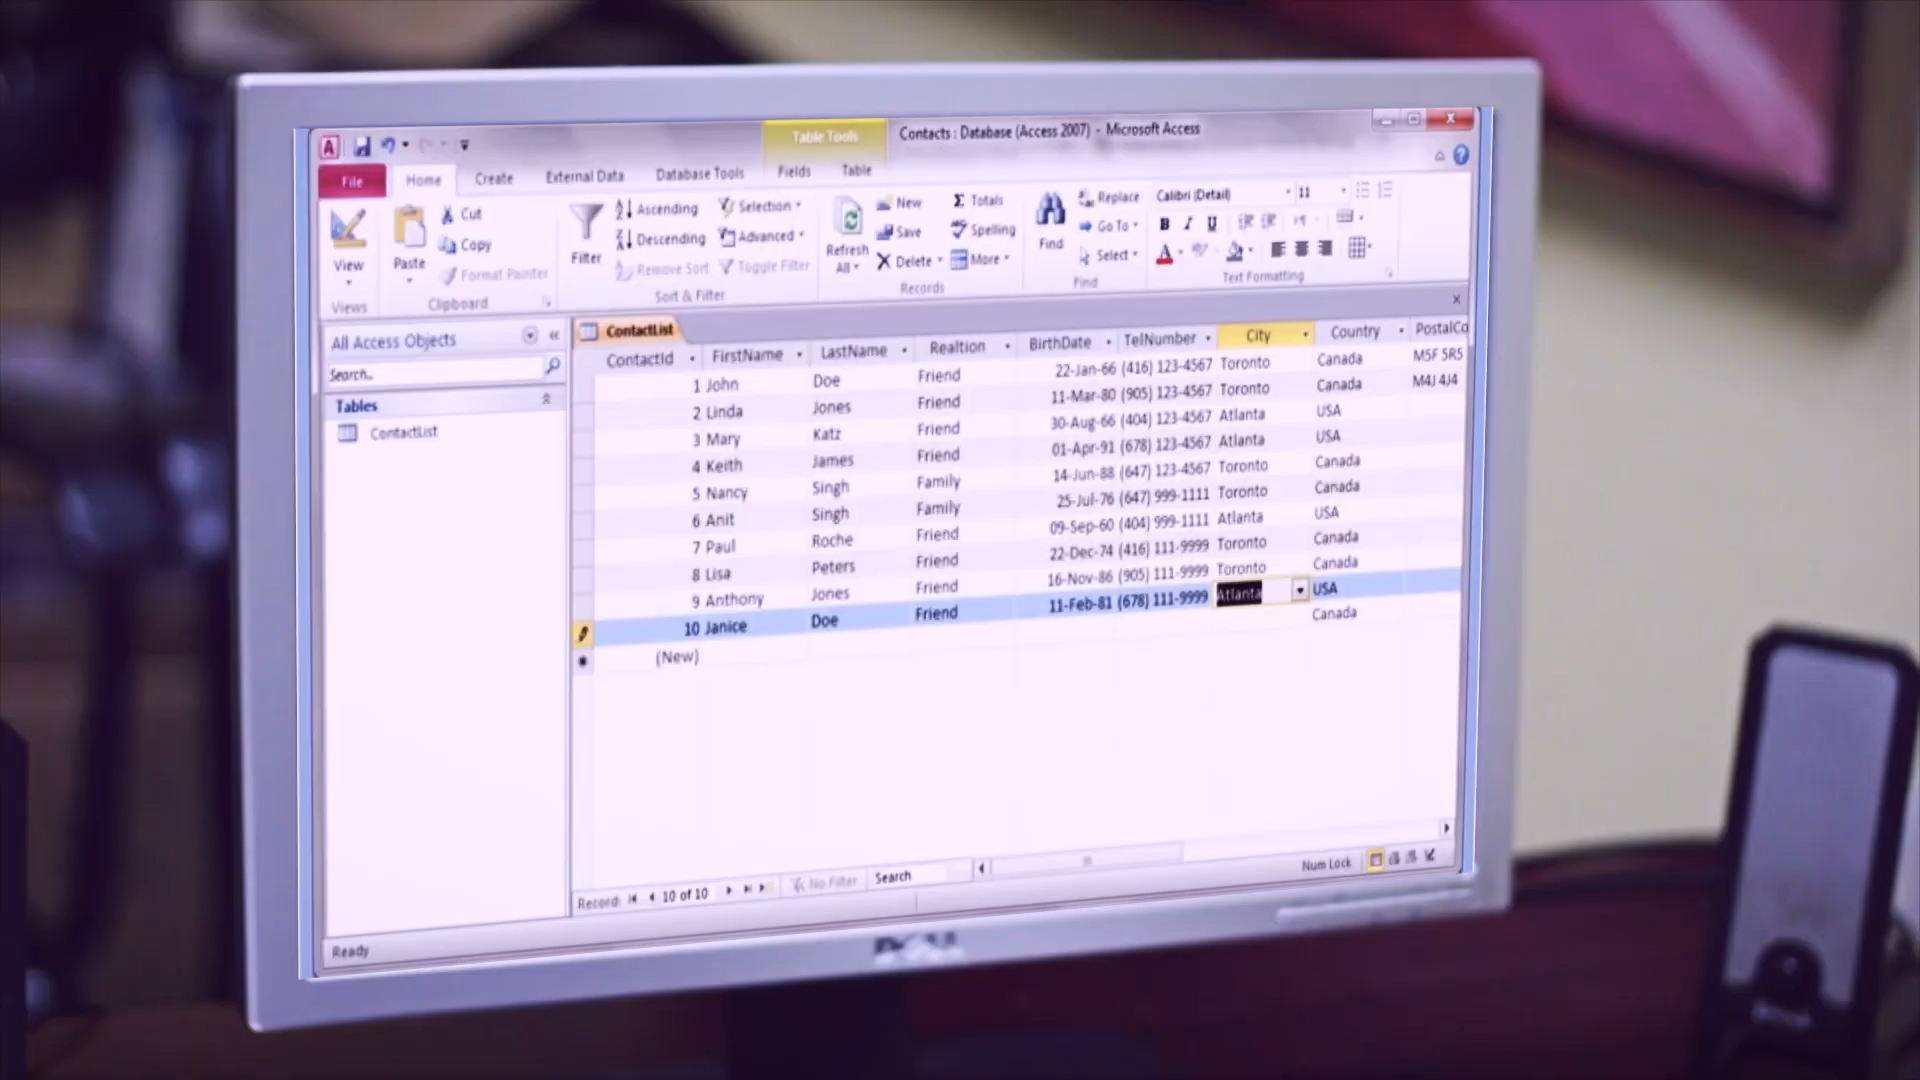 Contacts : Database (Access 2007) - Microsoft Access
Table Tools
File Home Create External Data Database Tools Fields Table
View Paste Cut Copy Format Painter
Filter Ascending Descending Remove Sort Selection Advanced Toggle Filter
Refresh All New Save Delete Totals Spelling More
Find Replace Go To Select
Calibri (Detail) 11
B I U
A
Views Clipboard Sort & Filter Records Find Text Formatting
All Access Objects
Search...
Tables
ContactList
ContactList
ContactId FirstName LastName Realtion BirthDate TelNumber City Country PostalCo
1 John Doe Friend 22-Jan-66 (416) 123-4567 Toronto Canada M5F 5R5
2 Linda Jones Friend 11-Mar-80 (905) 123-4567 Toronto Canada M4J 4J4
3 Mary Katz Friend 30-Aug-66 (404) 123-4567 Atlanta USA
4 Keith James Friend 01-Apr-91 (678) 123-4567 Atlanta USA
5 Nancy Singh Family 14-Jun-88 (647) 123-4567 Toronto Canada
6 Anit Singh Family 25-Jul-76 (647) 999-1111 Toronto Canada
7 Paul Roche Friend 09-Sep-60 (404) 999-1111 Atlanta USA
8 Lisa Peters Friend 22-Dec-74 (416) 111-9999 Toronto Canada
9 Anthony Jones Friend 16-Nov-86 (905) 111-9999 Toronto Canada
10 Janice Doe Friend 11-Feb-81 (678) 111-9999 Atlanta USA
(New) Canada
Record: 10 of 10 No Filter Search
Ready Num Lock